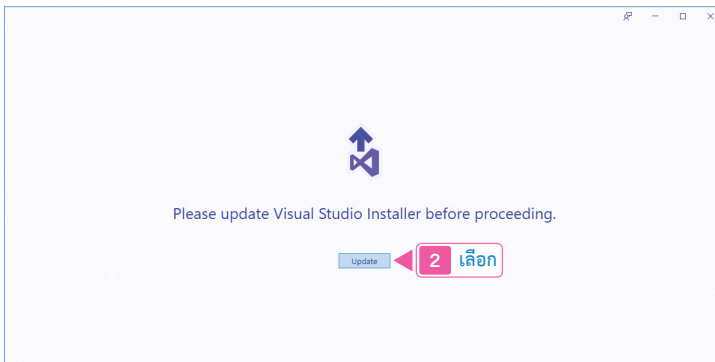 Please update Visual Studio Installer before proceeding.
Update
2 เลือก